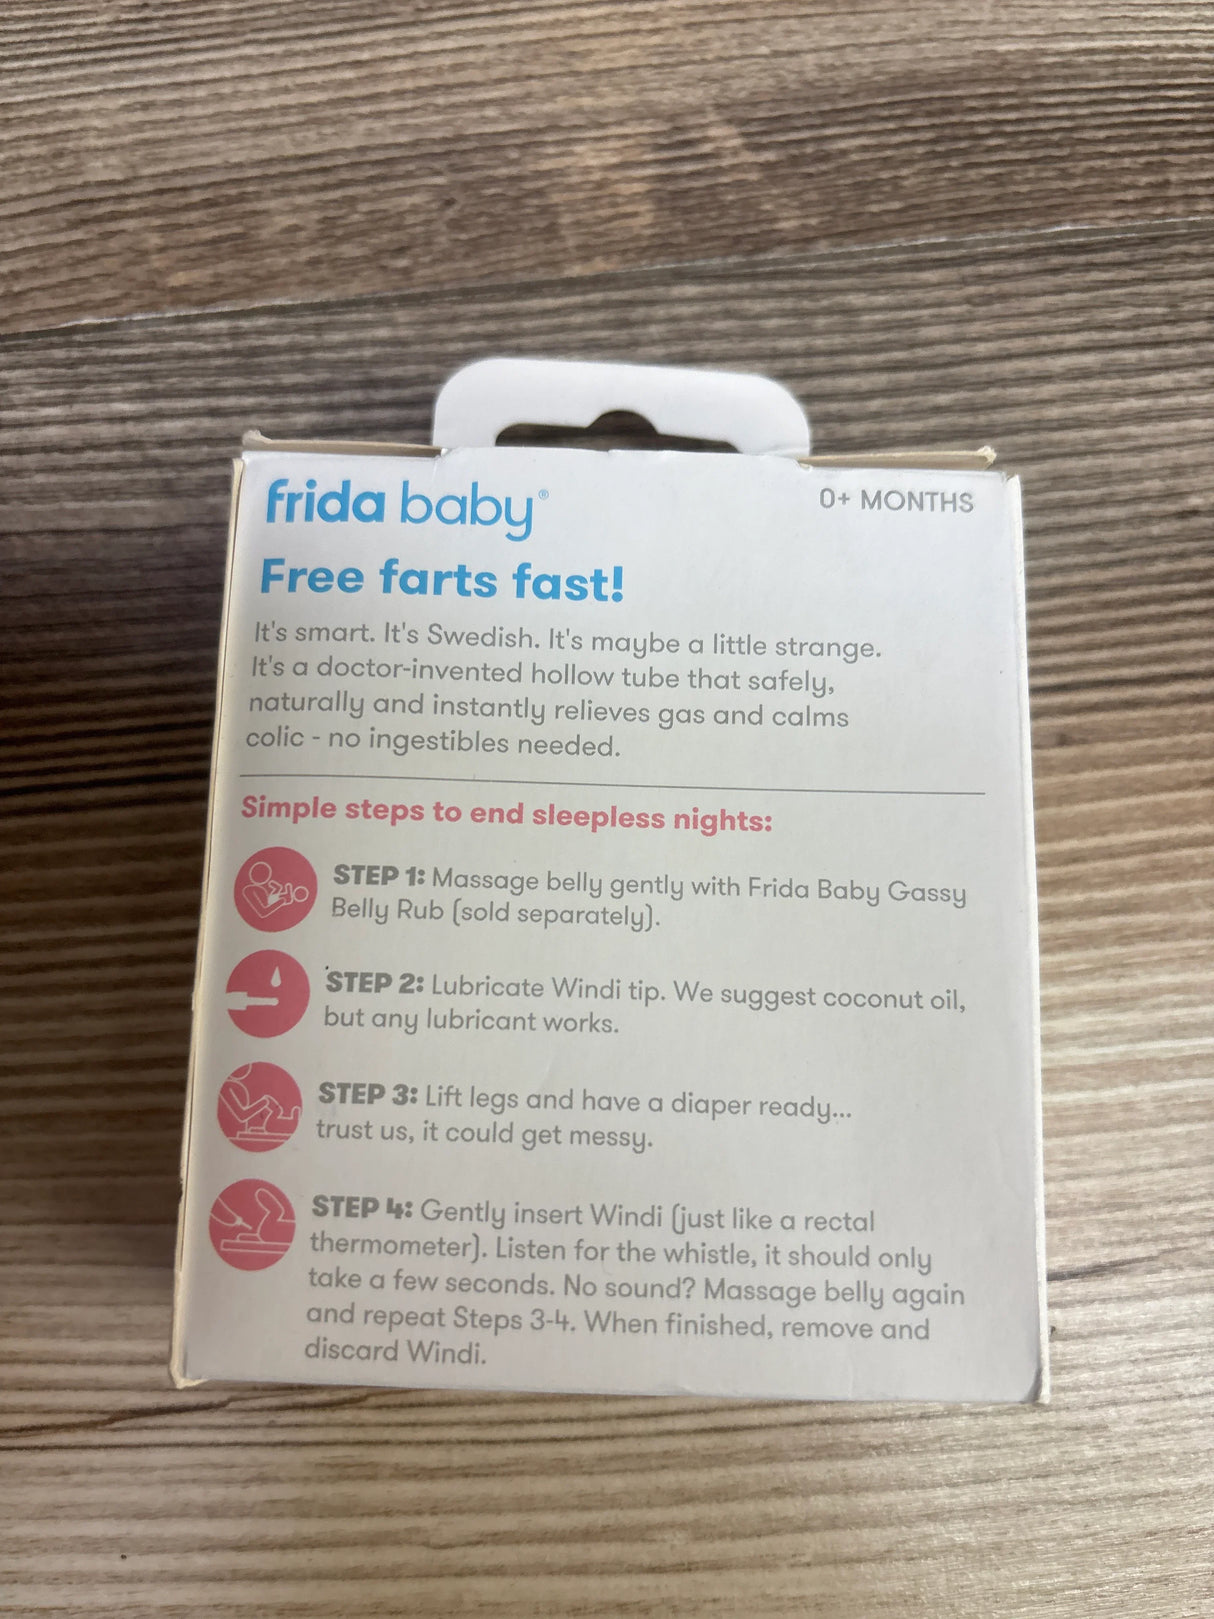 frida baby®
0+ MONTHS
Free farts fast!
It's smart. It's Swedish. It's maybe a little strange.
It's a doctor-invented hollow tube that safely,
naturally and instantly relieves gas and calms
colic - no ingestibles needed.
Simple steps to end sleepless nights:
STEP 1: Massage belly gently with Frida Baby Gassy
Belly Rub (sold separately).
STEP 2: Lubricate Windi tip. We suggest coconut oil,
but any lubricant works.
STEP 3: Lift legs and have a diaper ready...
trust us, it could get messy.
STEP 4: Gently insert Windi (just like a rectal
thermometer). Listen for the whistle, it should only
take a few seconds. No sound? Massage belly again
and repeat Steps 3-4. When finished, remove and
discard Windi.